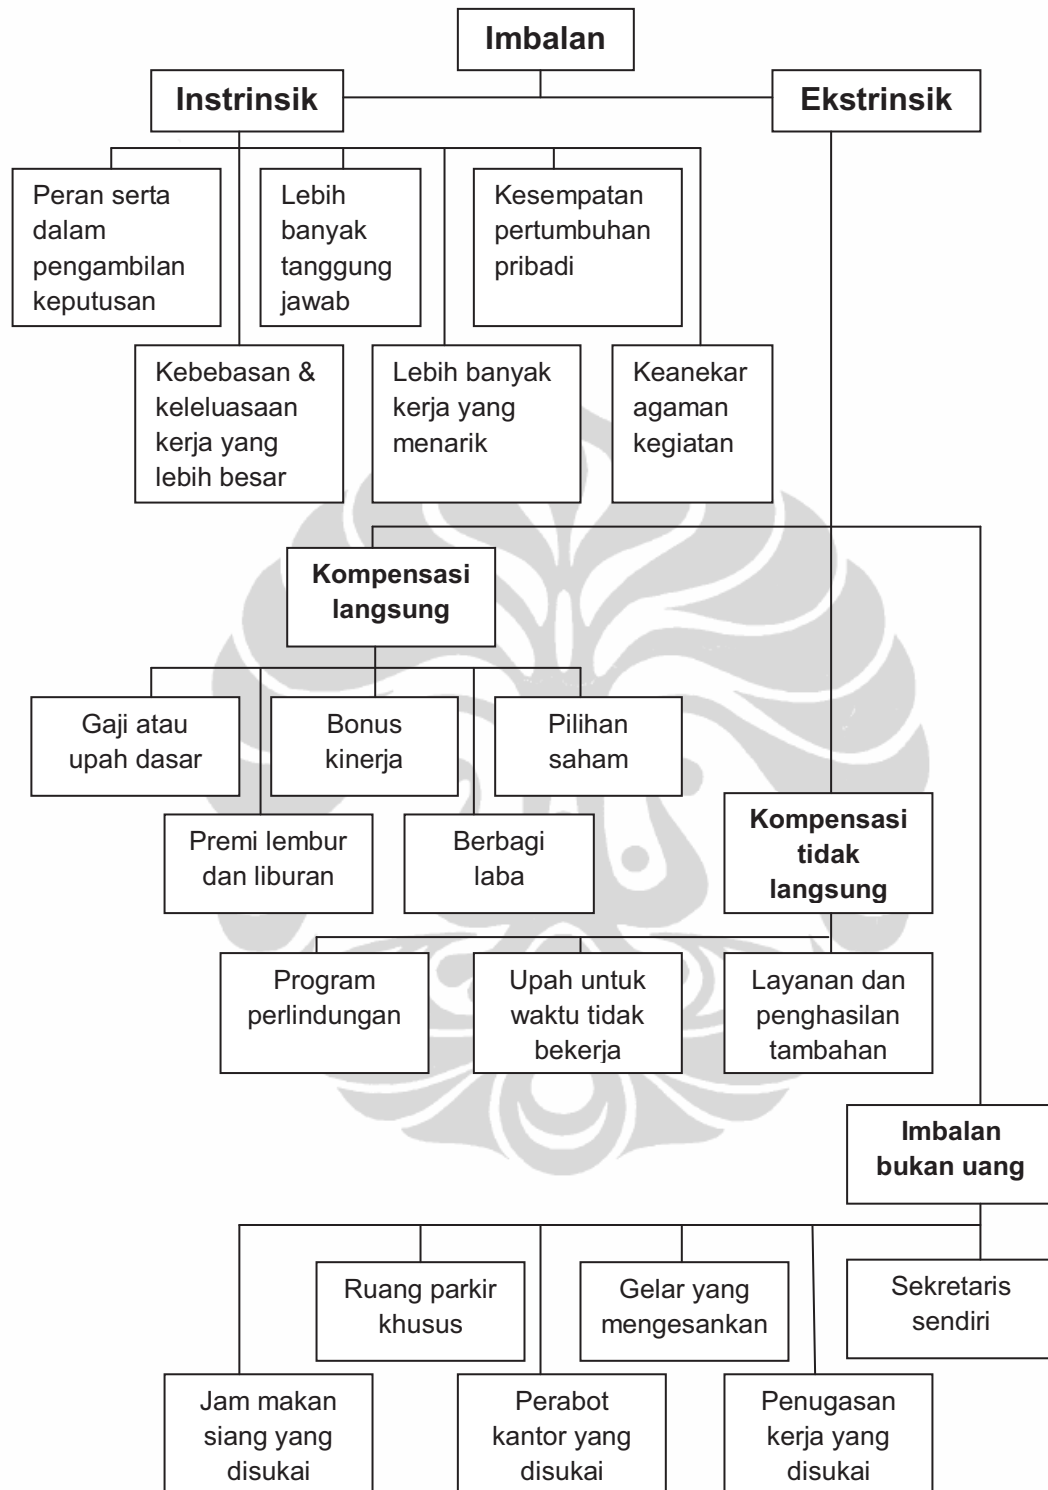 Imbalan
Instrinsik
Ekstrinsik
Peran serta
dalam
pengambilan
keputusan
Lebih
banyak
tanggung
jawab
Kesempatan
pertumbuhan
pribadi
Kebebasan &
keleluasaan
kerja yang
lebih besar
Lebih banyak
kerja yang
menarik
Keanekar
agaman
kegiatan
Kompensasi
langsung
Gaji atau
upah dasar
Bonus
kinerja
Pilihan
saham
Premi lembur
dan liburan
Berbagi
laba
Kompensasi
tidak
langsung
Program
perlindungan
Upah untuk
waktu tidak
bekerja
Layanan dan
penghasilan
tambahan
Imbalan
bukan uang
Ruang parkir
khusus
Gelar yang
mengesankan
Sekretaris
sendiri
Jam makan
siang yang
disukai
Perabot
kantor yang
disukai
Penugasan
kerja yang
disukai